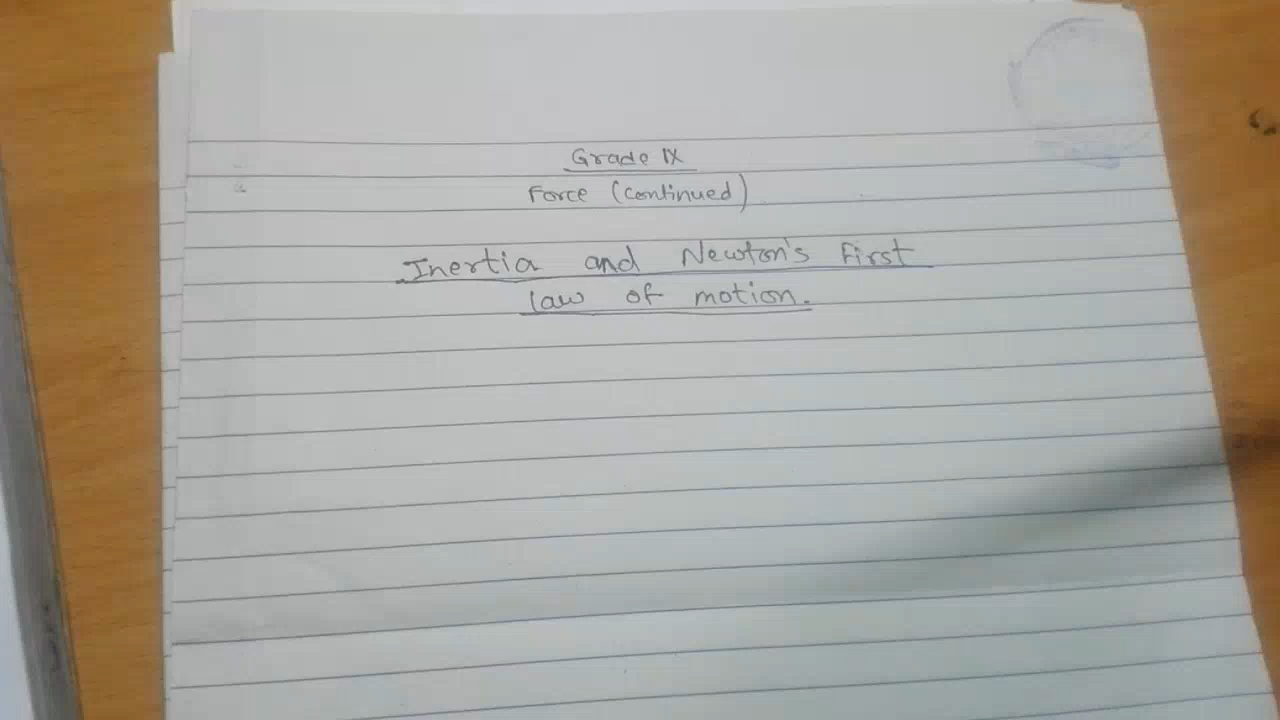 Grade IX
Force (continued)
Inertia and Newton's first
law of motion.